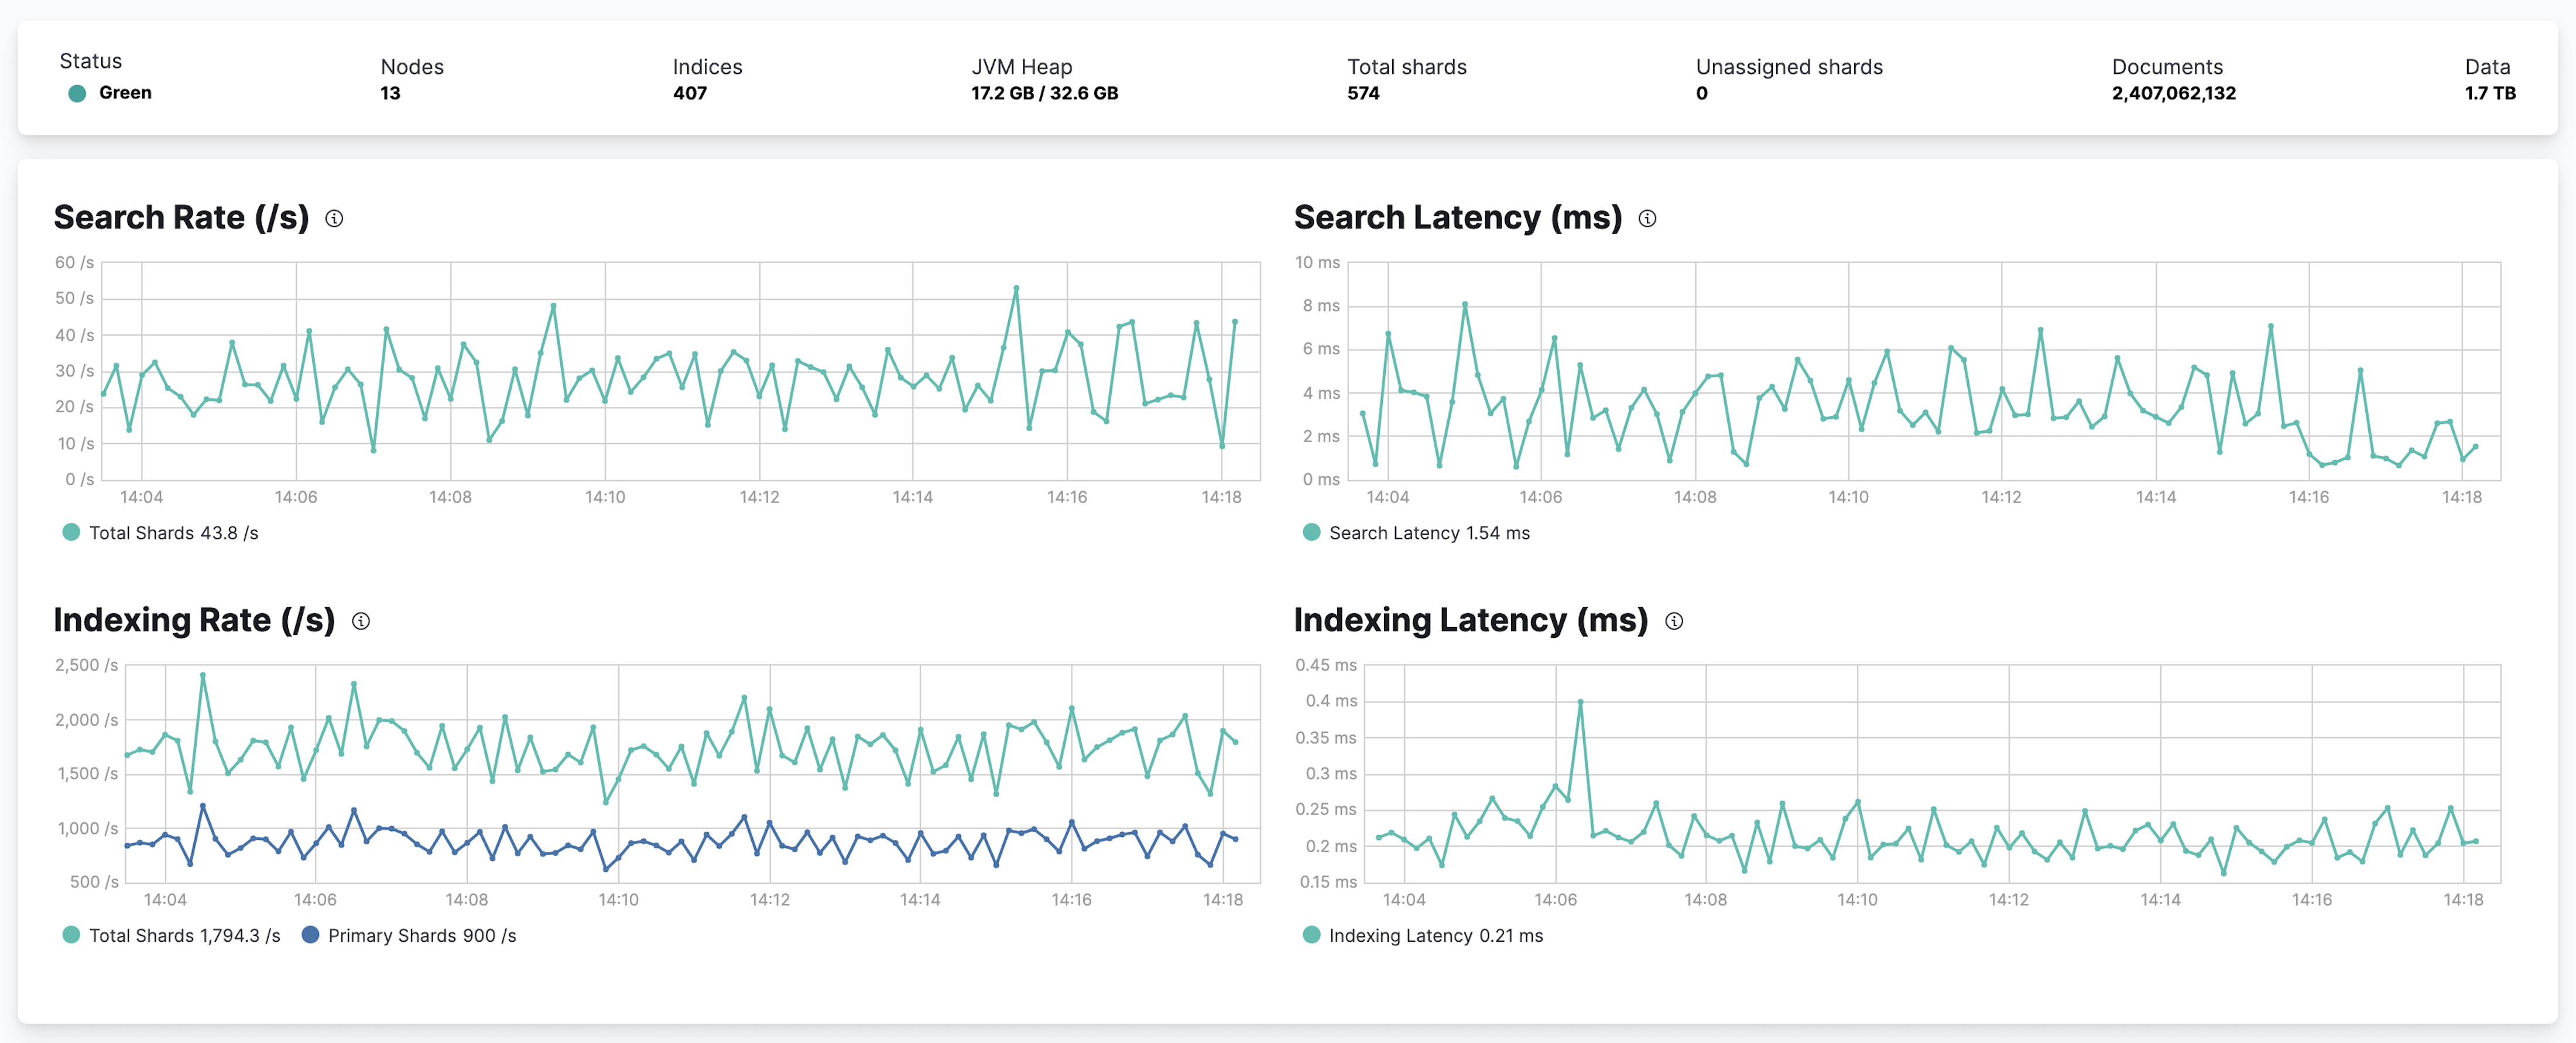 Status
Green
Nodes
13
Indices
407
JVM Heap
17.2 GB / 32.6 GB
Total shards
574
Unassigned shards
0
Documents
2,407,062,132
Data
1.7 TB
Search Rate (/s)
60 /s
50 /s
40 /s
30 /s
20 /s
10 /s
0 /s
14:04 14:06 14:08 14:10 14:12 14:14 14:16 14:18
Total Shards 43.8 /s
Search Latency (ms)
10 ms
8 ms
6 ms
4 ms
2 ms
0 ms
14:04 14:06 14:08 14:10 14:12 14:14 14:16 14:18
Search Latency 1.54 ms
Indexing Rate (/s)
2,500 /s
2,000 /s
1,500 /s
1,000 /s
500 /s
14:04 14:06 14:08 14:10 14:12 14:14 14:16 14:18
Total Shards 1,794.3 /s Primary Shards 900 /s
Indexing Latency (ms)
0.45 ms
0.4 ms
0.35 ms
0.3 ms
0.25 ms
0.2 ms
0.15 ms
14:04 14:06 14:08 14:10 14:12 14:14 14:16 14:18
Indexing Latency 0.21 ms